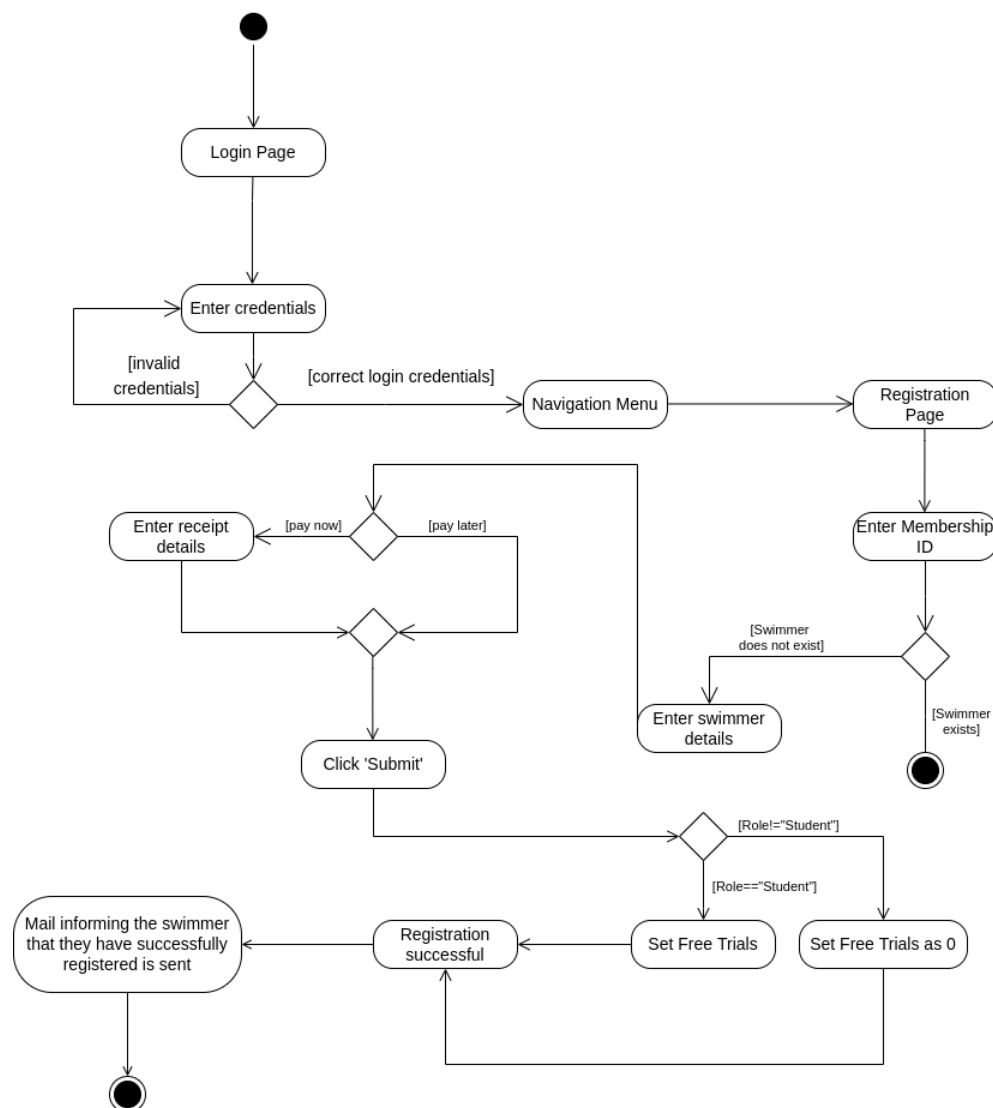 Login Page
Enter credentials
[invalid
credentials]
[correct login credentials]
Navigation Menu
Registration
Page
Enter receipt
details
[pay now]
[pay later]
Enter Membership
ID
[Swimmer
does not exist]
Enter swimmer
details
[Swimmer
exists]
Click 'Submit'
[Role!="Student"]
[Role=="Student"]
Mail informing the swimmer
that they have successfully
registered is sent
Registration
successful
Set Free Trials
Set Free Trials as 0